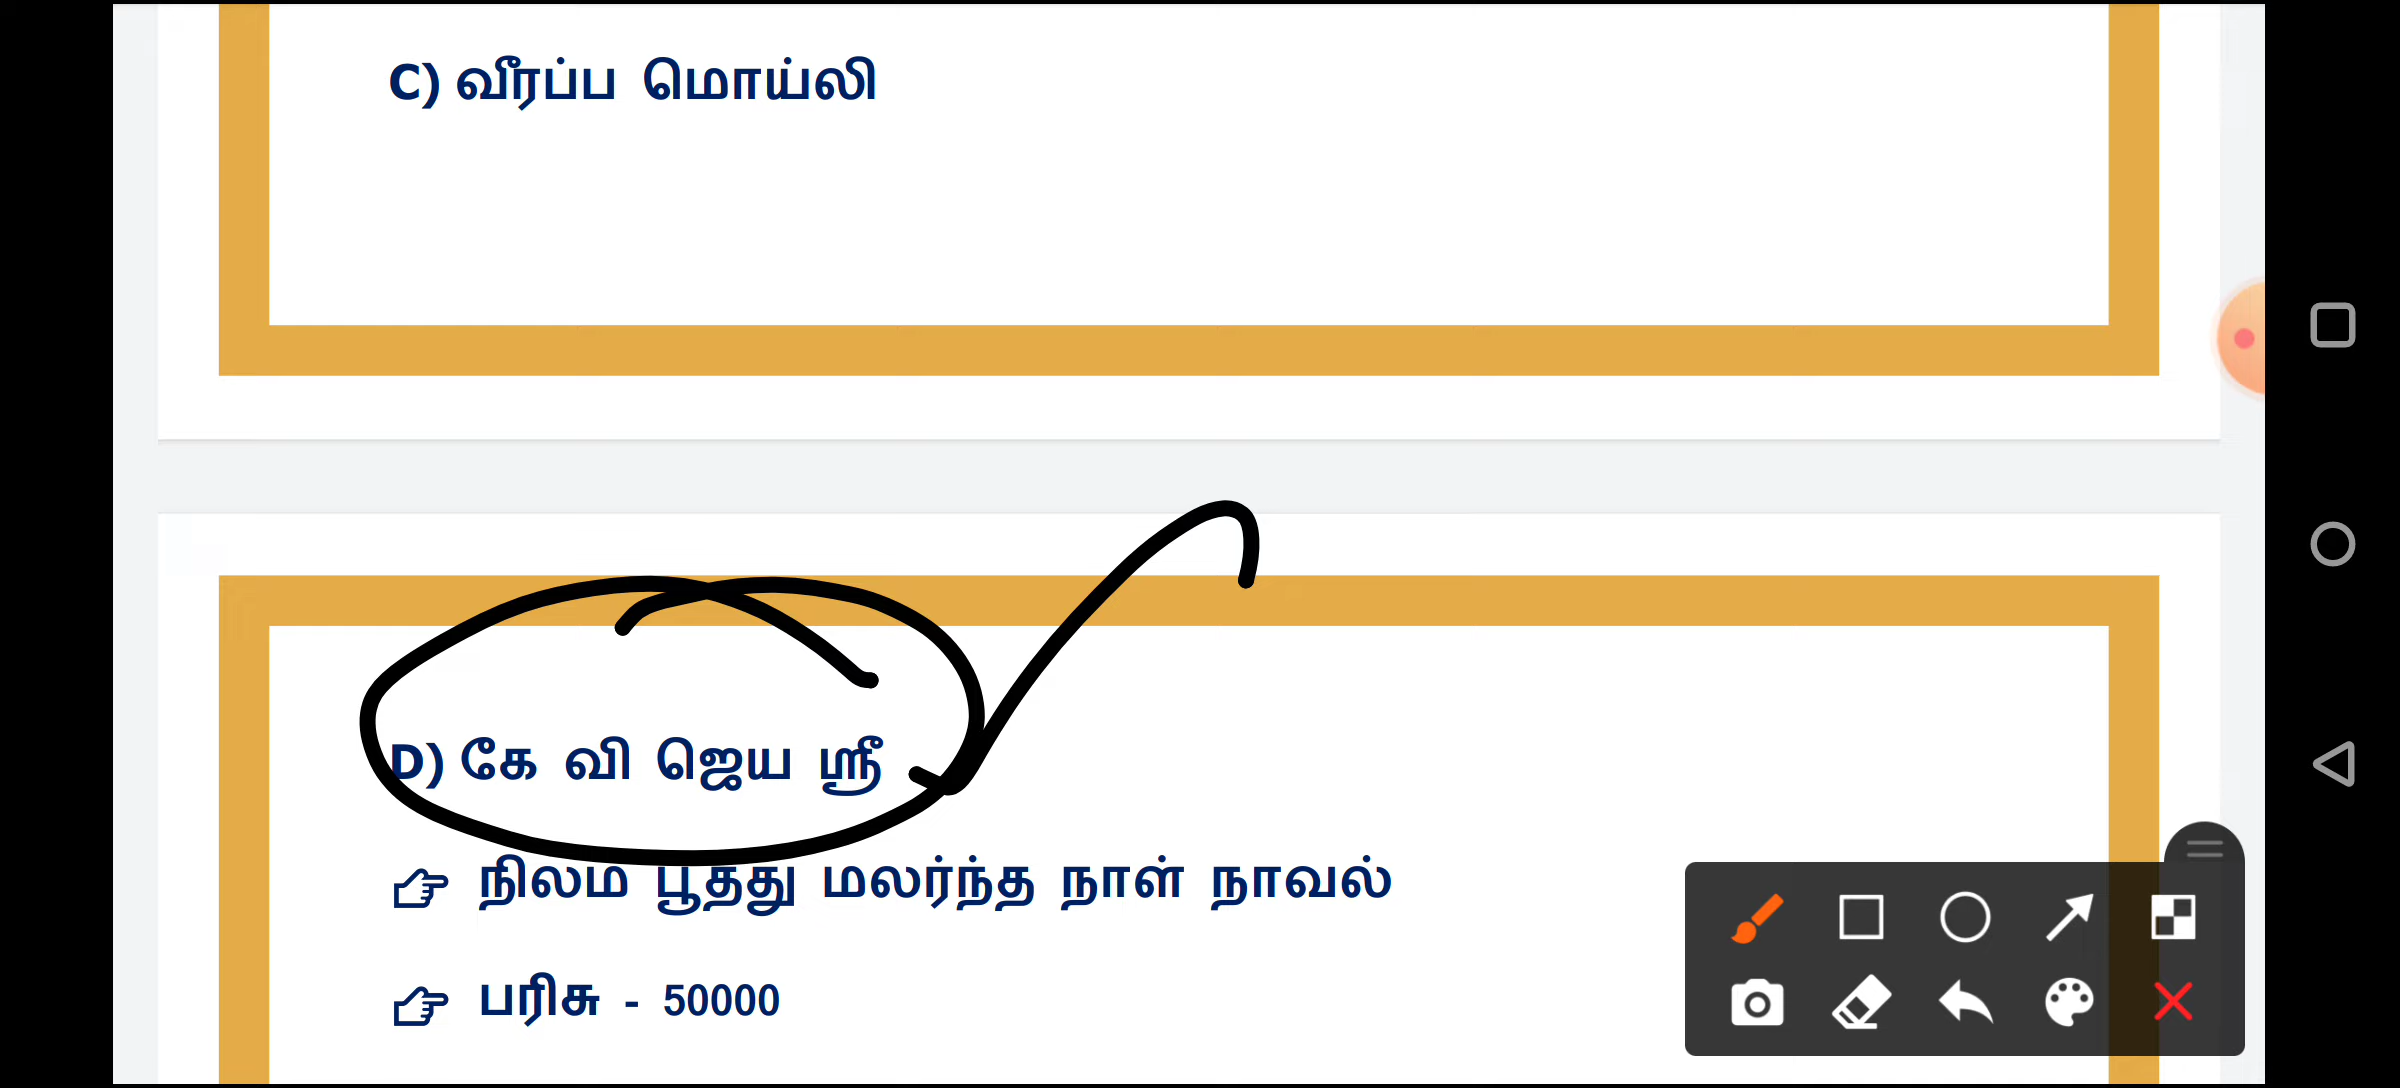 C) வீரப்ப மொய்லி
D) கே வி ஜெய ஸ்ரீ
நிலம் பூத்து மலர்ந்த நாள் நாவல்
பரிசு - 50000